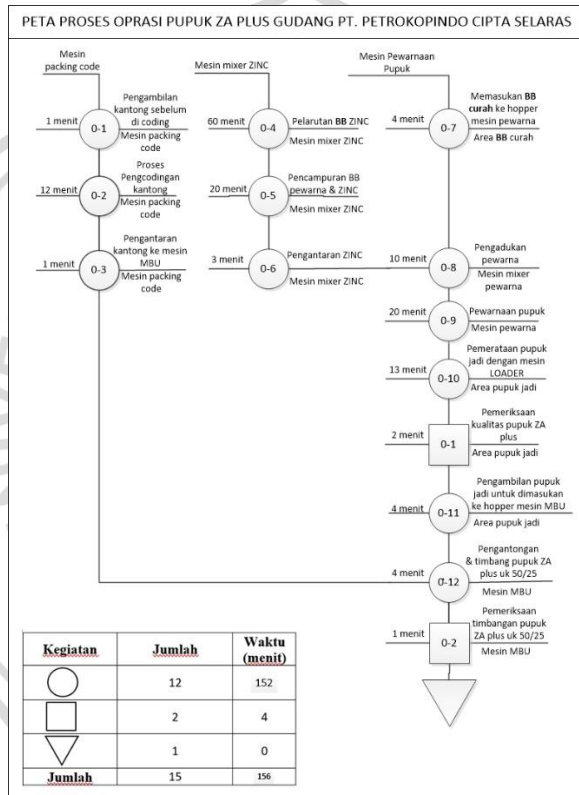 PETA PROSES OPRASI PUPUK ZA PLUS GUDANG PT. PETROKOPINDO CIPTA SELARAS
Mesin
packing code
1 menit
0-1
Pengambilan
kantong sebelum
di coding
Mesin packing
code
12 menit
0-2
Proses
Pengcodingan
kantong
Mesin packing
code
1 menit
0-3
Pengantaran
kantong ke mesin
MBU
Mesin packing
code
Mesin mixer ZINC
60 menit
0-4
Pelarutan BB ZINC
Mesin mixer ZINC
20 menit
0-5
Pencampuran BB
pewarna & ZINC
Mesin mixer ZINC
3 menit
0-6
Pengantaran ZINC
Mesin mixer ZINC
Mesin Pewarnaan
Pupuk
4 menit
0-7
Memasukan BB
curah ke hopper
mesin pewarna
Area BB curah
10 menit
0-8
Pengadukan
pewarna
Mesin mixer
pewarna
20 menit
0-9
Pewarnaan pupuk
Mesin pewarna
13 menit
0-10
Pemerataan pupuk
jadi dengan mesin
LOADER
Area pupuk jadi
2 menit
0-1
Pemeriksaan
kualitas pupuk ZA
plus
Area pupuk jadi
4 menit
0-11
Pengambilan pupuk
jadi untuk dimasukan
ke hopper mesin MBU
Area pupuk jadi
4 menit
0-12
Pengantongan
& timbang pupuk ZA
plus uk 50/25
Mesin MBU
1 menit
0-2
Pemeriksaan
timbangan pupuk
ZA plus uk 50/25
Mesin MBU
Kegiatan Jumlah Waktu
(menit)
12 152
2 4
1 0
Jumlah 15 156